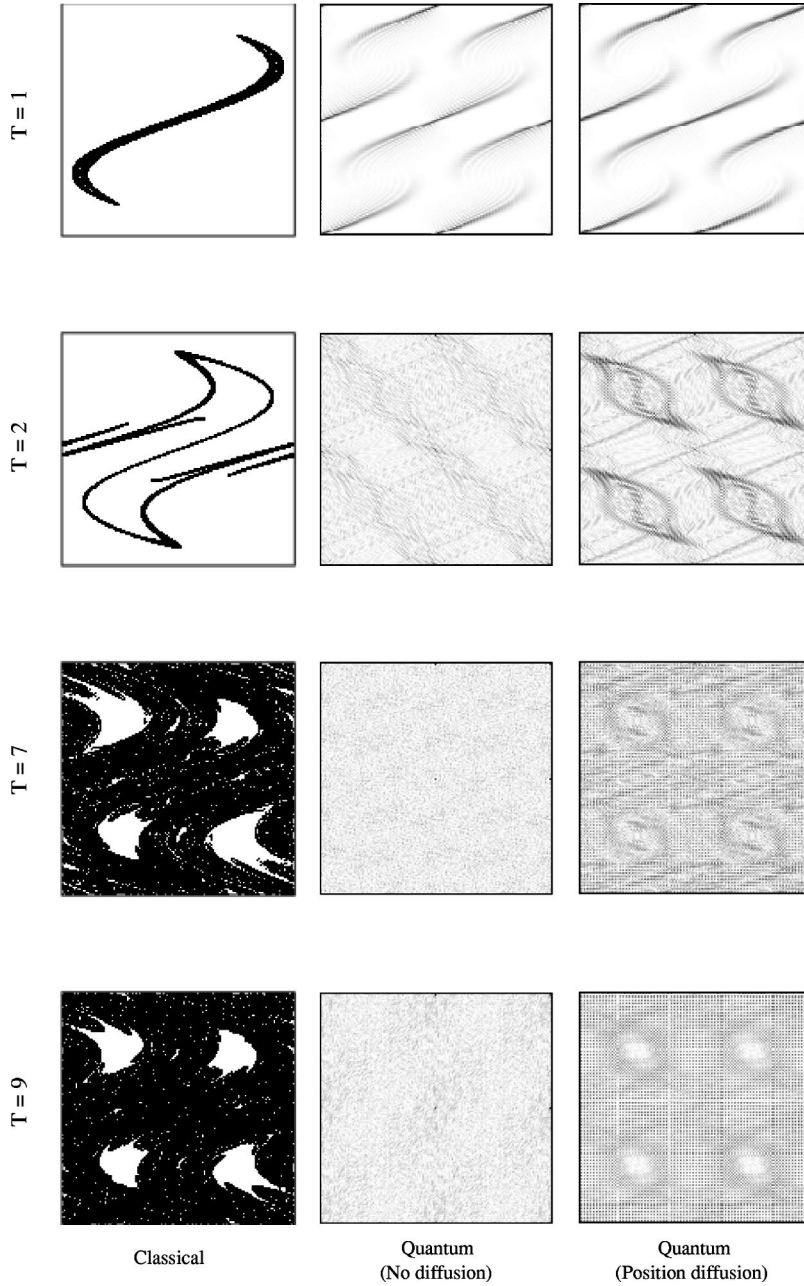 T = 1
T = 2
T = 7
T = 9
Classical
Quantum
(No diffusion)
Quantum
(Position diffusion)